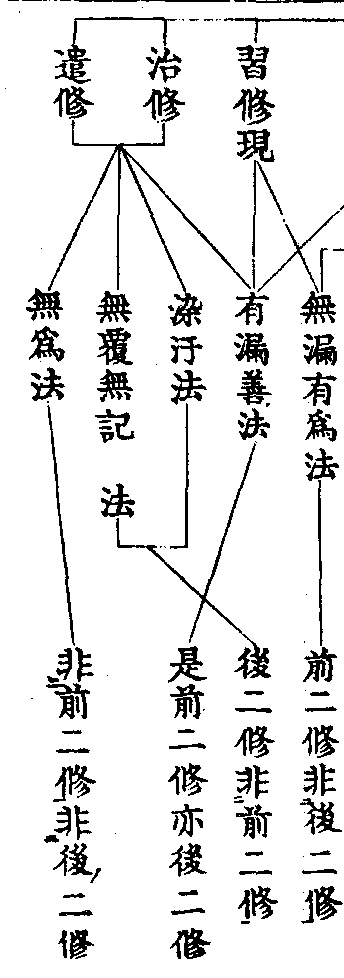 習修現
治修
遣修
無漏有為法
有漏善法
染汙法
無覆無記法
無為法
前二修非後二修
後二修非前二修
是前二修亦後二修
非前二修非後二修